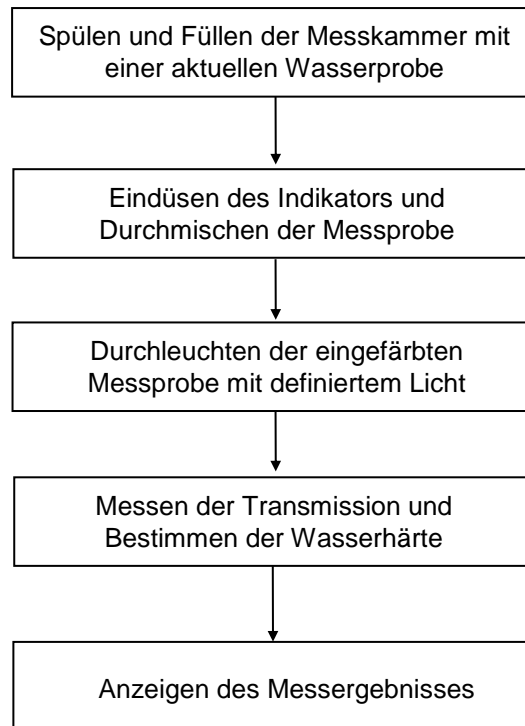 Spülen und Füllen der Messkammer mit
einer aktuellen Wasserprobe
Eindüsen des Indikators und
Durchmischen der Messprobe
Durchleuchten der eingefärbten
Messprobe mit definiertem Licht
Messen der Transmission und
Bestimmen der Wasserhärte
Anzeigen des Messergebnisses